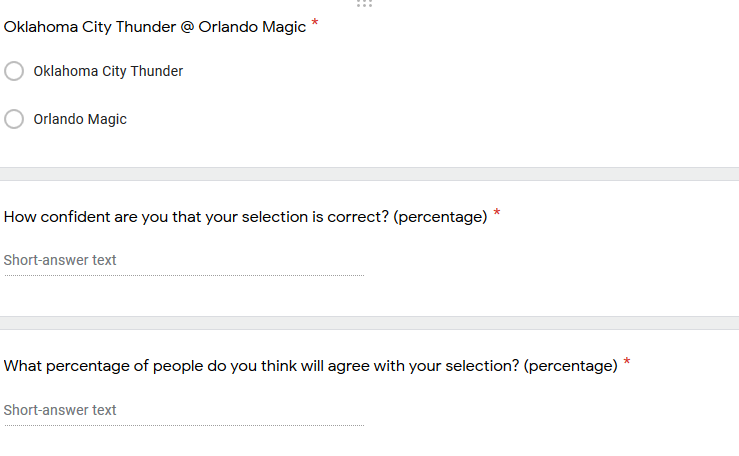 Oklahoma City Thunder @ Orlando Magic *
Oklahoma City Thunder
Orlando Magic
How confident are you that your selection is correct? (percentage) *
Short-answer text
What percentage of people do you think will agree with your selection? (percentage) *
Short-answer text